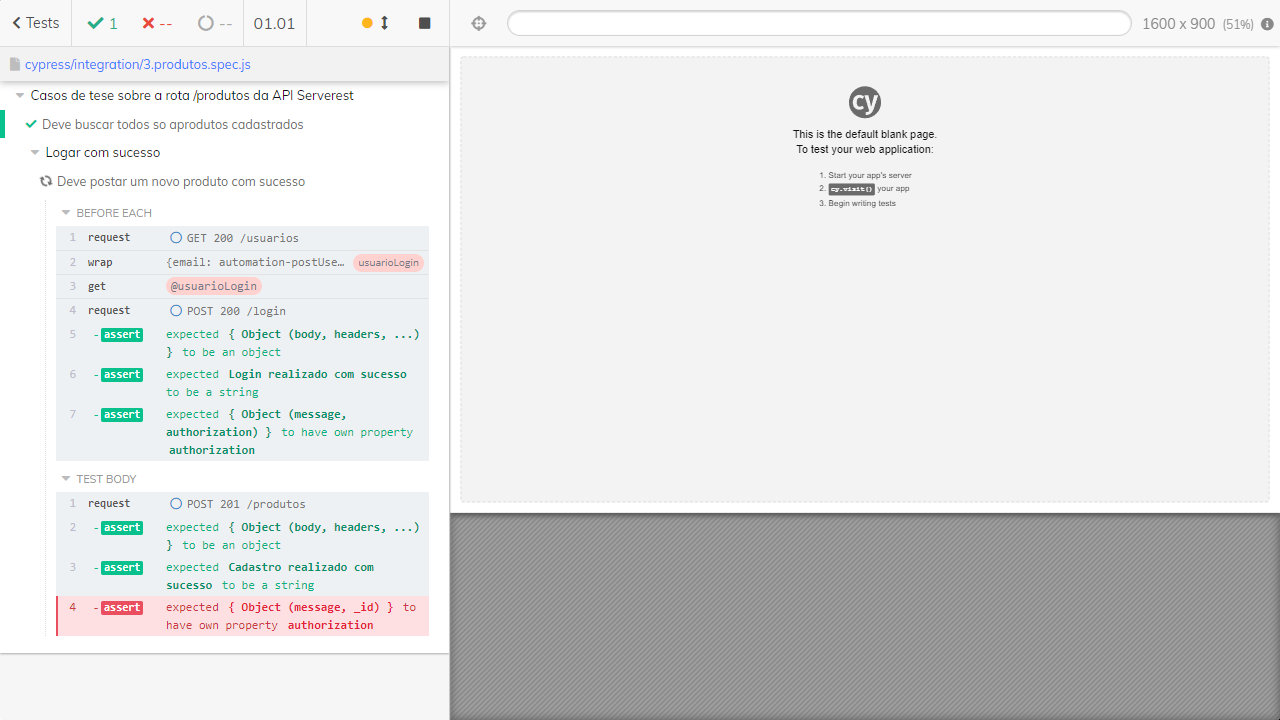 Tests
1
--
--
01.01
1600 x 900 (51%)
cypress/integration/3.produtos.spec.js
Casos de tese sobre a rota /produtos da API Serverest
Deve buscar todos so aprodutos cadastrados
Logar com sucesso
Deve postar um novo produto com sucesso
BEFORE EACH
1 request GET 200 /usuarios
2 wrap {email: automation-postUse… usuarioLogin
3 get @usuarioLogin
4 request POST 200 /login
5 -assert expected { Object (body, headers, ...)
} to be an object
6 -assert expected Login realizado com sucesso
to be a string
7 -assert expected { Object (message,
authorization) } to have own property
authorization
TEST BODY
1 request POST 201 /produtos
2 -assert expected { Object (body, headers, ...)
} to be an object
3 -assert expected Cadastro realizado com
sucesso to be a string
4 -assert expected { Object (message, _id) } to
have own property authorization
cy
This is the default blank page.
To test your web application:
1. Start your app's server
2. cy.visit() your app
3. Begin writing tests